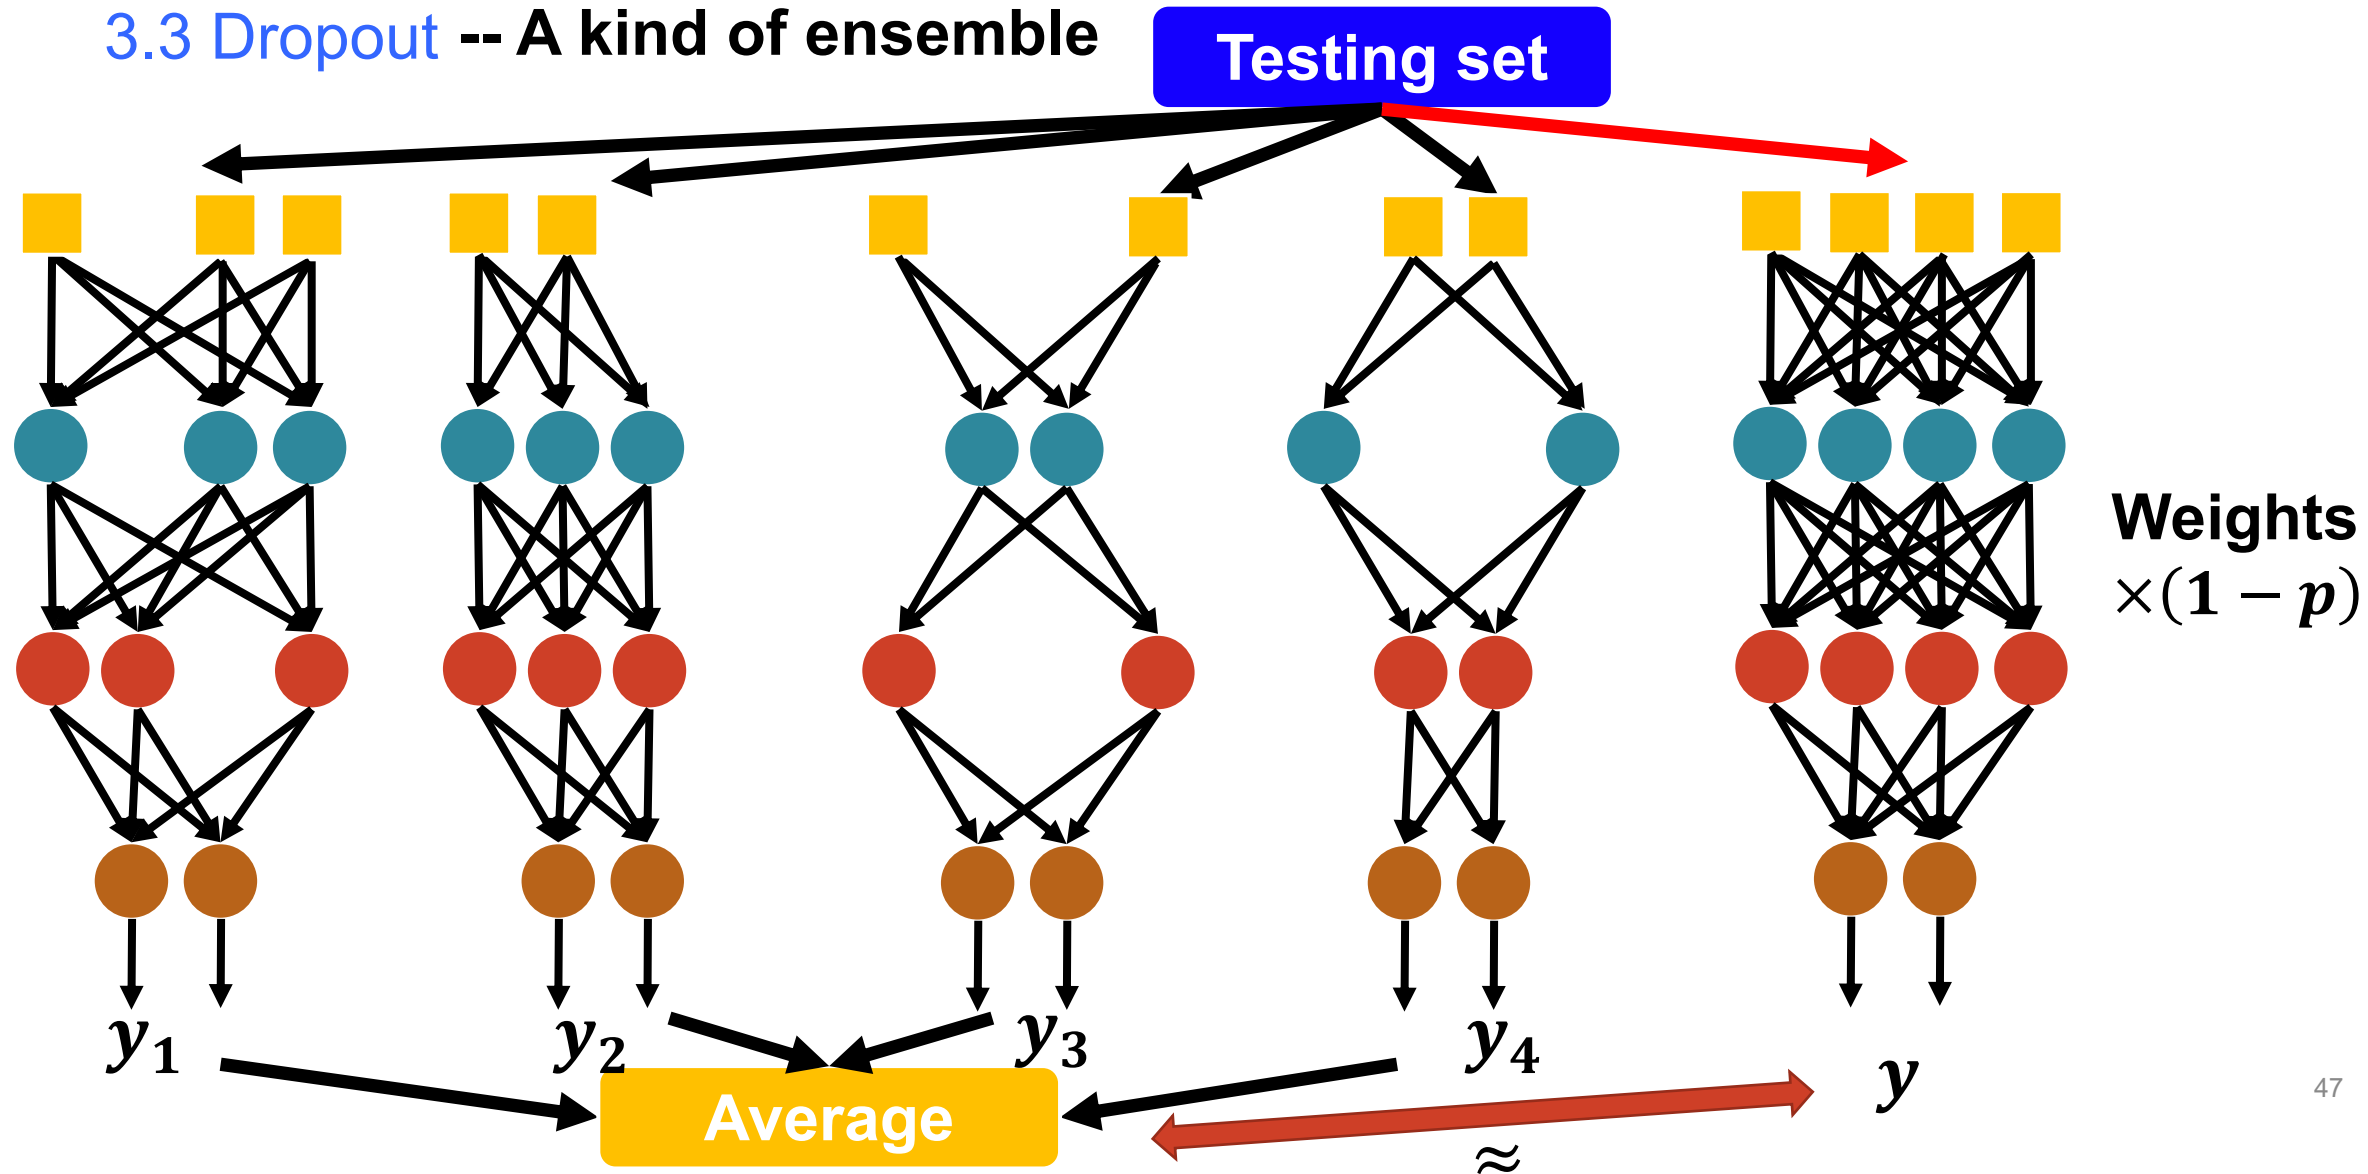 3.3 Dropout -- A kind of ensemble
Testing set
Weights
×(1 − p)
y₁
y₂
y₃
y₄
y
Average
≈
47